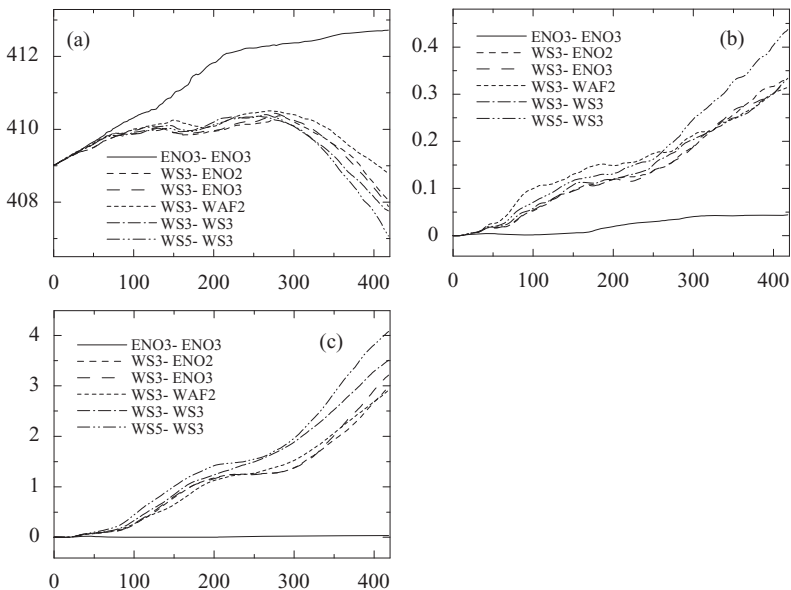 (a)
412
410
408
ENO3- ENO3
WS3- ENO2
WS3- ENO3
WS3- WAF2
WS3- WS3
WS5- WS3
0 100 200 300 400
(b)
0.4
0.3
0.2
0.1
0
ENO3- ENO3
WS3- ENO2
WS3- ENO3
WS3- WAF2
WS3- WS3
WS5- WS3
0 100 200 300 400
(c)
4
3
2
1
0
ENO3- ENO3
WS3- ENO2
WS3- ENO3
WS3- WAF2
WS3- WS3
WS5- WS3
0 100 200 300 400